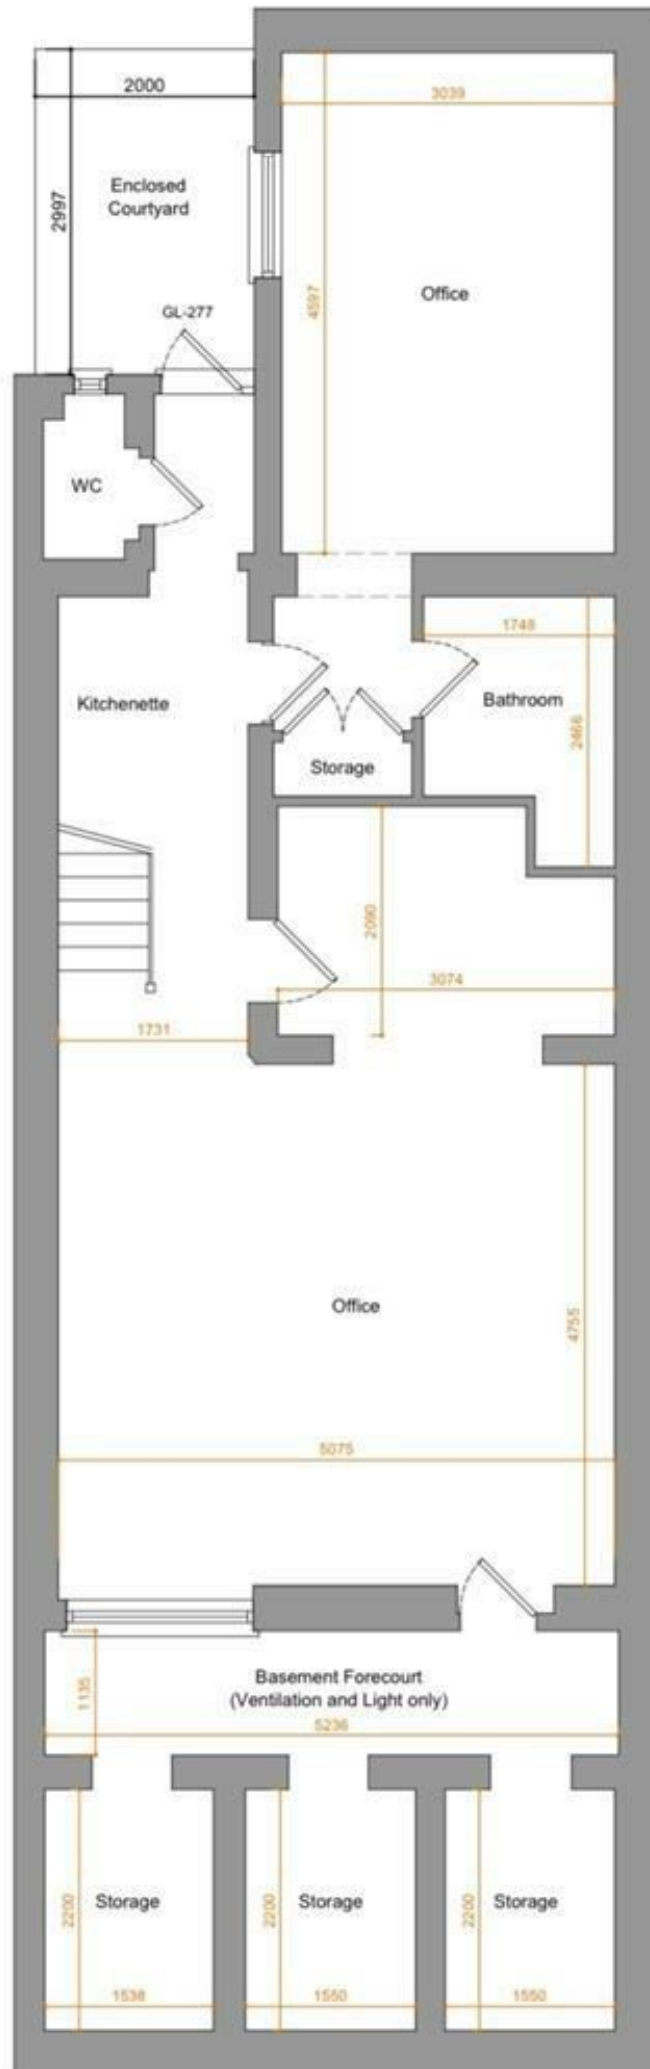 2000
3039
2997
Enclosed
Courtyard
4597
Office
GL-277
WC
1748
Kitchenette
Bathroom
2466
Storage
2090
3074
1731
Office
4755
5075
1135
Basement Forecourt
(Ventilation and Light only)
5236
2200
Storage
2200
Storage
2200
Storage
1538
1550
1550